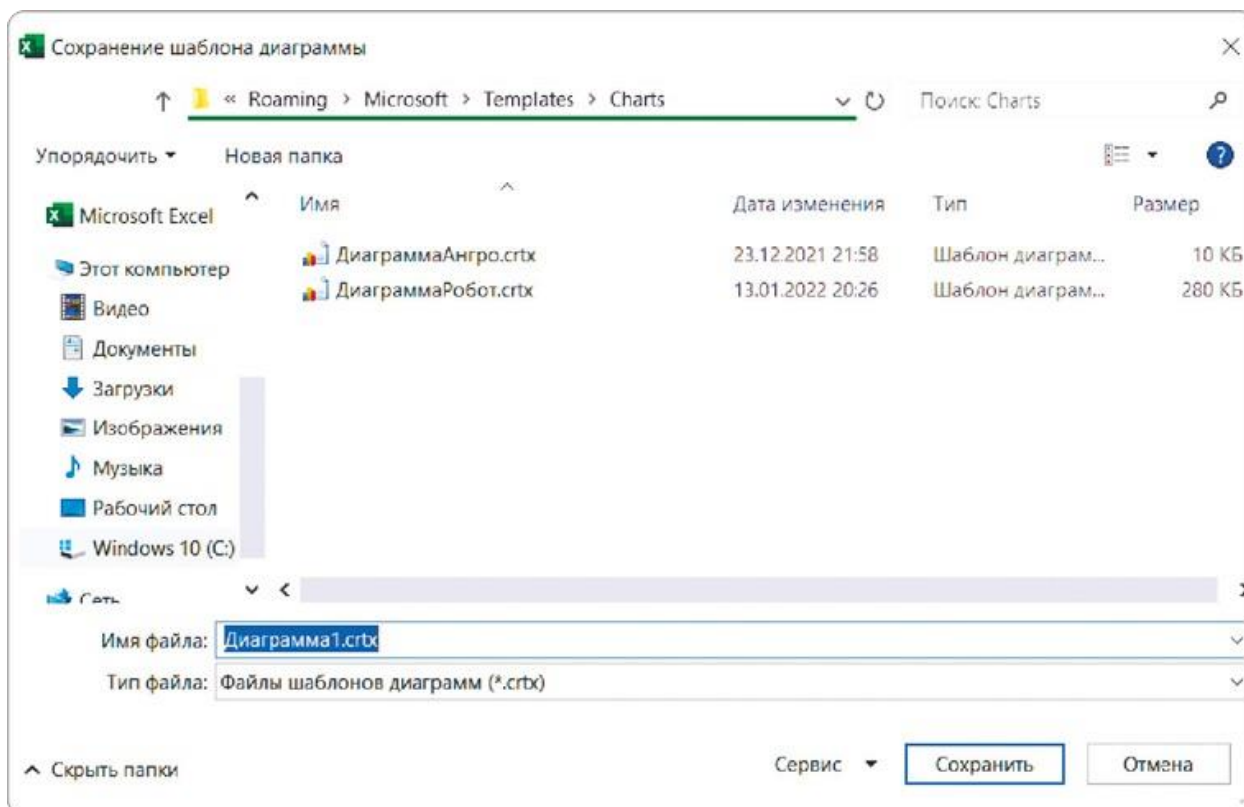 Сохранение шаблона диаграммы
« Roaming > Microsoft > Templates > Charts
Поиск: Charts
Упорядочить
Новая папка
Имя Дата изменения Тип Размер
Microsoft Excel
Этот компьютер
Видео
Документы
Загрузки
Изображения
Музыка
Рабочий стол
Windows 10 (C:)
Сеть
ДиаграммаАнгро.crtx 23.12.2021 21:58 Шаблон диаграм... 10 КБ
ДиаграммаРобот.crtx 13.01.2022 20:26 Шаблон диаграм... 280 КБ
Имя файла: Диаграмма1.crtx
Тип файла: Файлы шаблонов диаграмм (*.crtx)
Скрыть папки
Сервис
Сохранить
Отмена